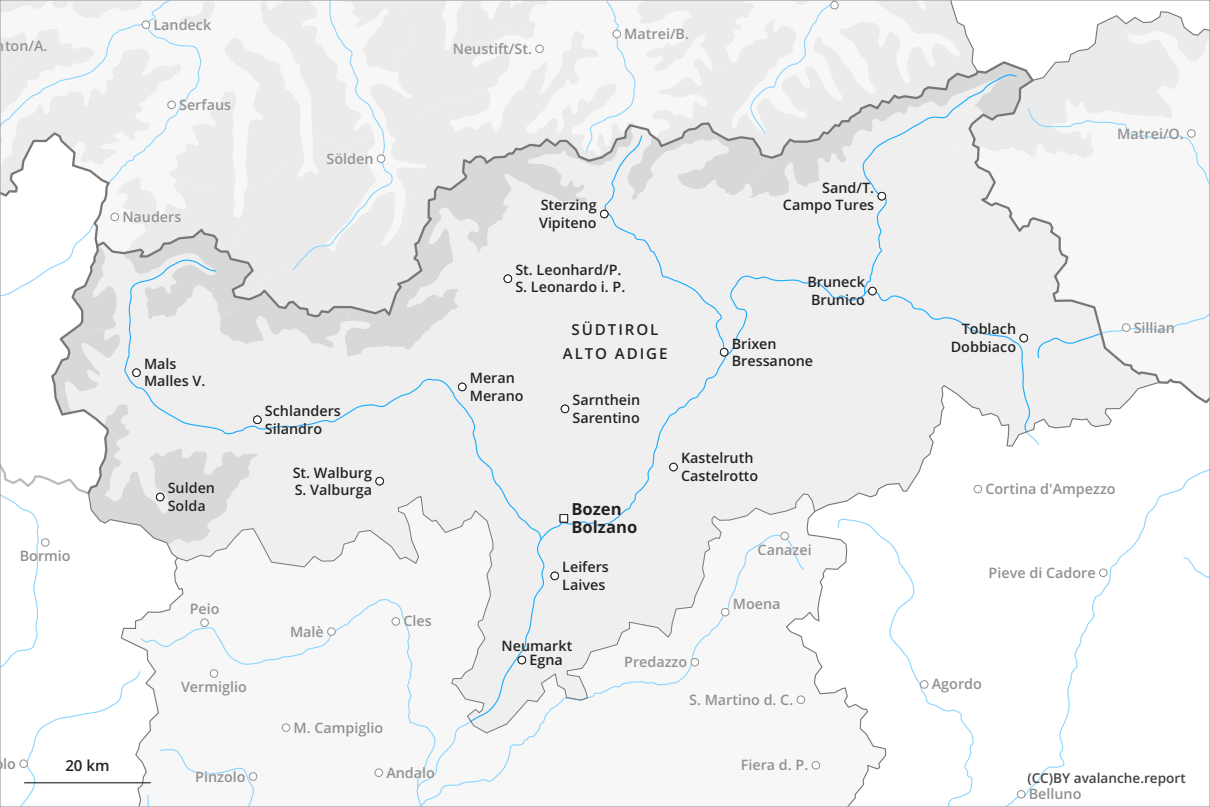 Landeck
nton/A.
Neustift/St.
Matrei/B.
Serfaus
Matrei/O.
Sölden
Nauders
Sand/T.
Campo Tures
Sterzing
Vipiteno
St. Leonhard/P.
S. Leonardo i. P.
Bruneck
Brunico
SÜDTIROL
ALTO ADIGE
Toblach
Dobbiaco
Sillian
Brixen
Bressanone
Mals
Malles V.
Meran
Merano
Sarnthein
Sarentino
Schlanders
Silandro
Kastelruth
Castelrotto
St. Walburg
S. Valburga
Sulden
Solda
Cortina d'Ampezzo
Bozen
Bolzano
Bormio
Canazei
Leifers
Laives
Pieve di Cadore
Peio
Moena
Malè
Cles
Neumarkt
Egna
Predazzo
Vermiglio
Agordo
S. Martino d. C.
M. Campiglio
olo
20 km
Pinzolo
Andalo
Fiera d. P.
(CC)BY avalanche.report
Belluno